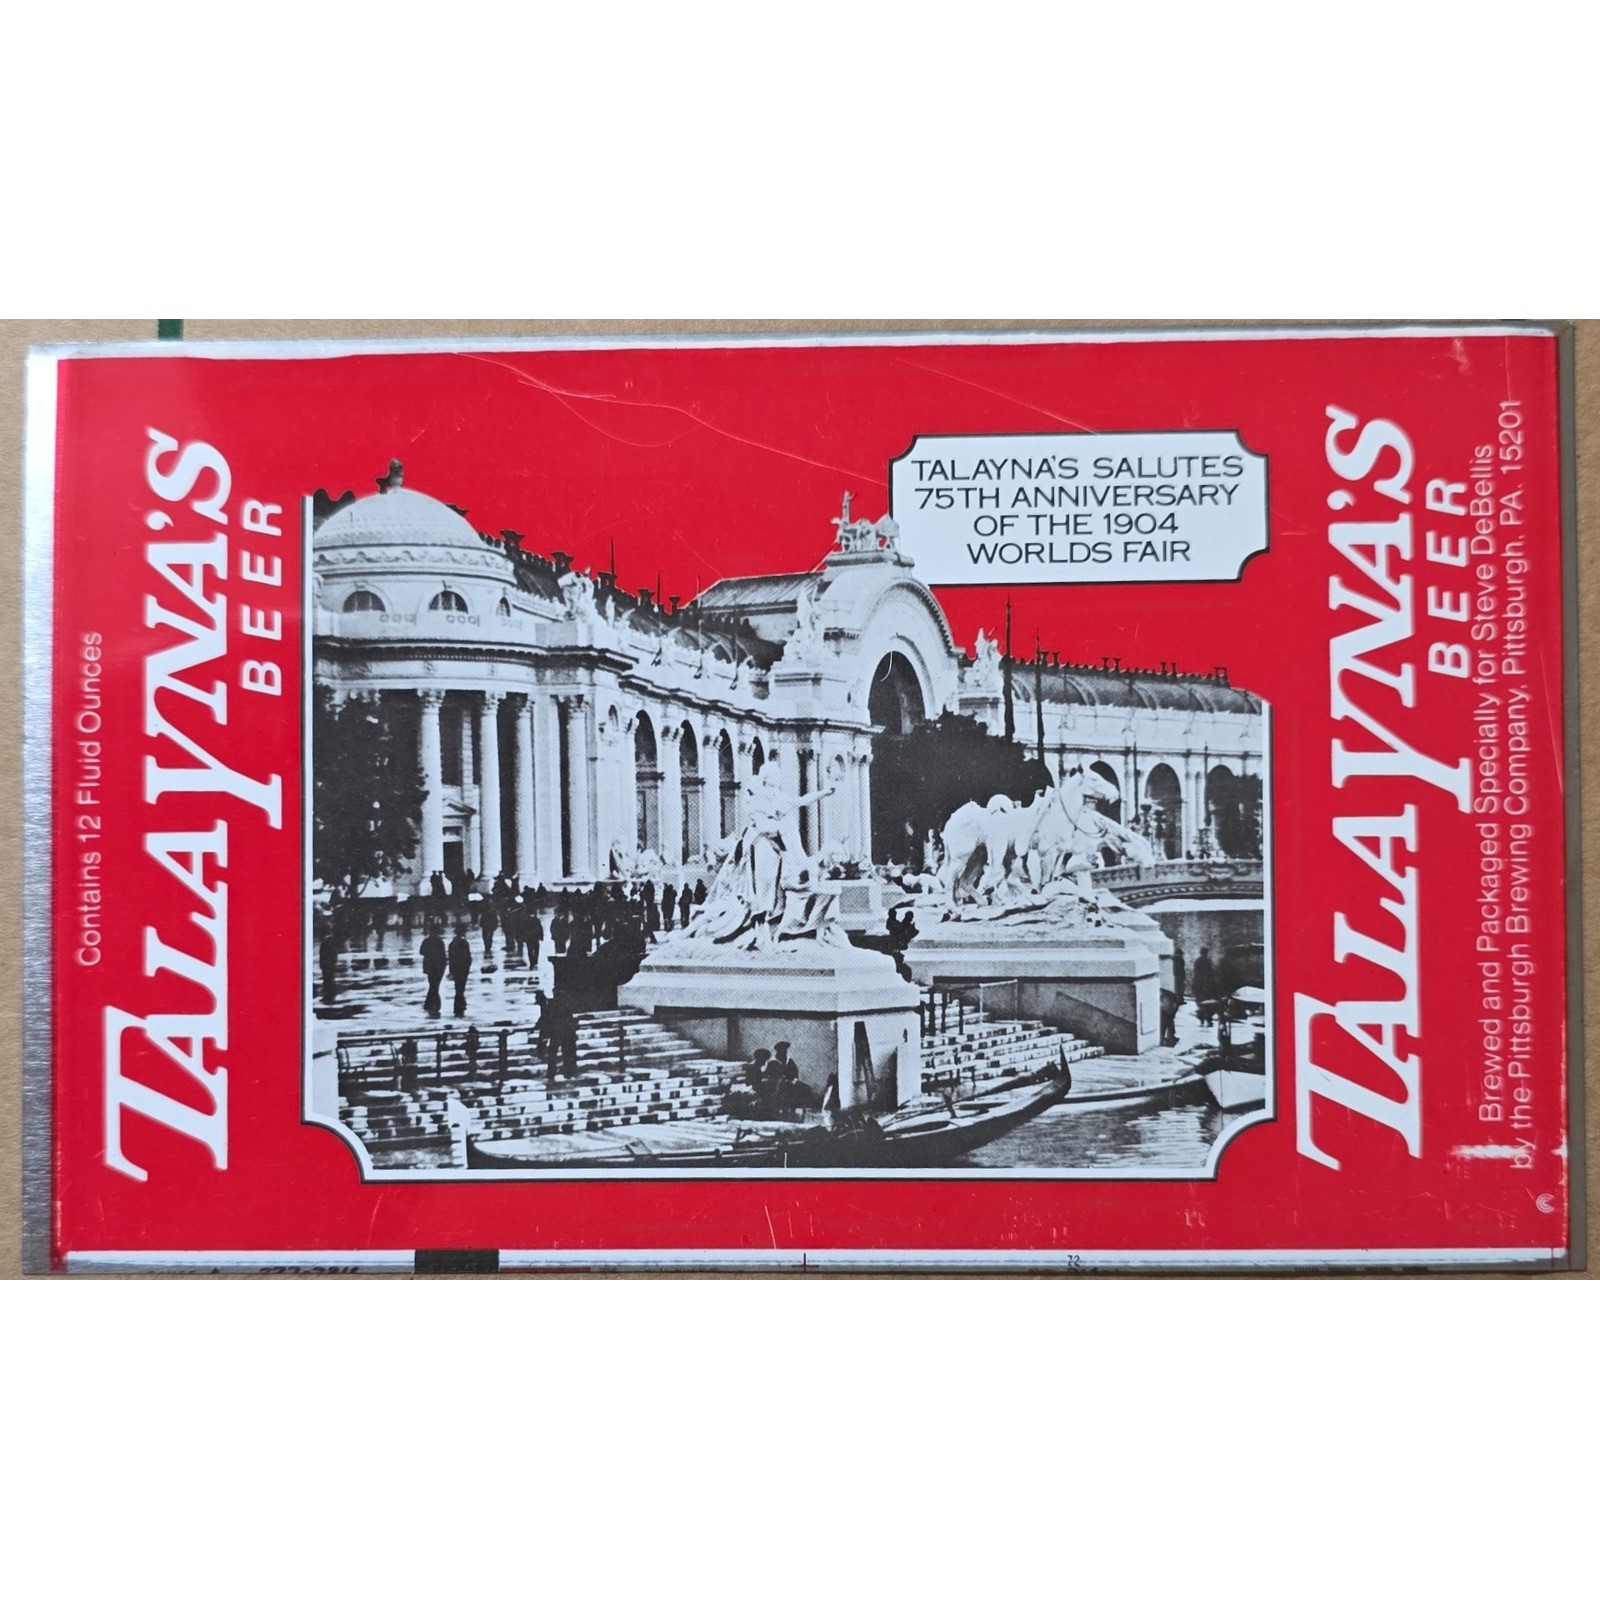 Contains 12 Fluid Ounces
TALAYNA'S
BEER
TALAYNA'S SALUTES
75TH ANNIVERSARY
OF THE 1904
WORLDS FAIR
TALAYNA'S
BEER
Brewed and Packaged Specially for Steve DeBellis
by the Pittsburgh Brewing Company, Pittsburgh, PA. 15201
72